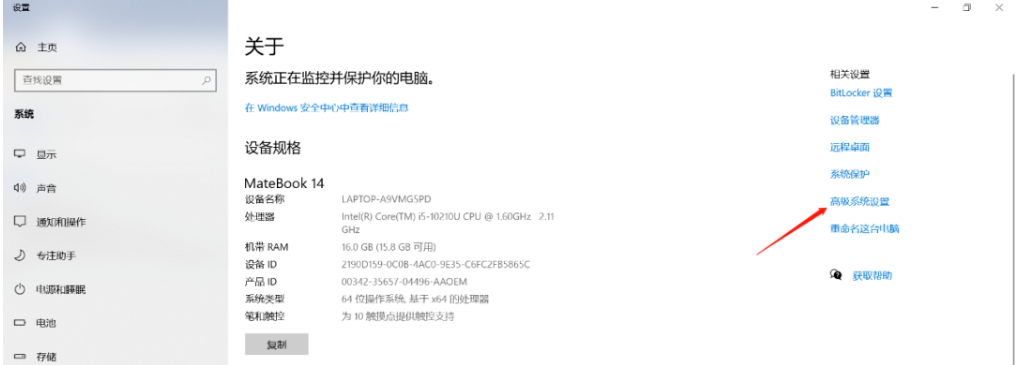 设置
主页
查找设置
系统
显示
声音
通知和操作
专注助手
电源和睡眠
电池
存储
关于
系统正在监控并保护你的电脑。
在 Windows 安全中心中查看详细信息
设备规格
MateBook 14
设备名称 LAPTOP-A9VMG5PD
处理器 Intel(R) Core(TM) i5-10210U CPU @ 1.60GHz 2.11
GHz
机带 RAM 16.0 GB (15.8 GB 可用)
设备 ID 2190D159-0C0B-4AC0-9E35-C6FC2FB5865C
产品 ID 00342-35657-04496-AAOEM
系统类型 64 位操作系统, 基于 x64 的处理器
笔和触控 为 10 触摸点提供触控支持
复制
相关设置
BitLocker 设置
设备管理器
远程桌面
系统保护
高级系统设置
重命名这台电脑
获取帮助